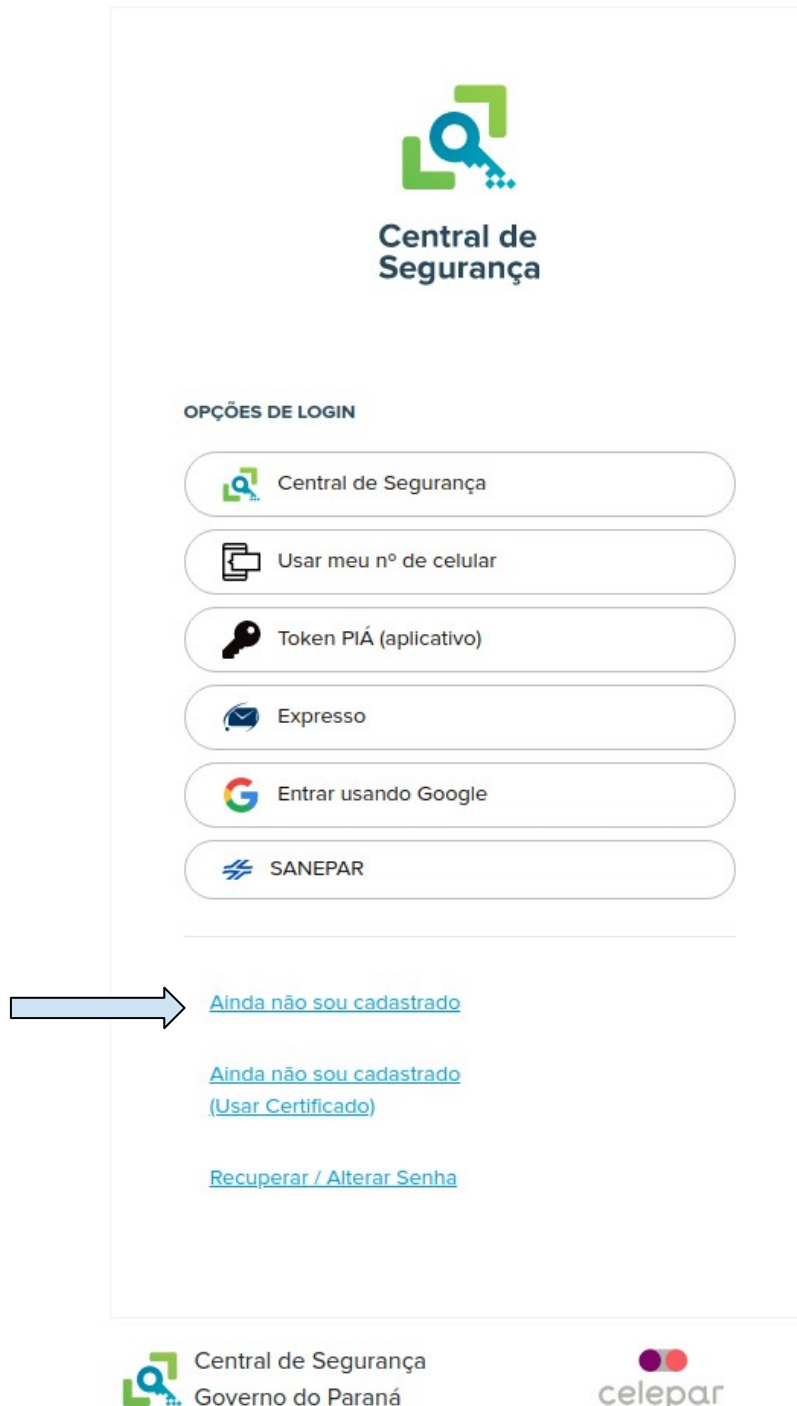 Central de
Segurança
OPÇÕES DE LOGIN
Central de Segurança
Usar meu nº de celular
Token PIÁ (aplicativo)
Expresso
Entrar usando Google
SANEPAR
Ainda não sou cadastrado
Ainda não sou cadastrado
(Usar Certificado)
Recuperar / Alterar Senha
Central de Segurança
Governo do Paraná
celepar